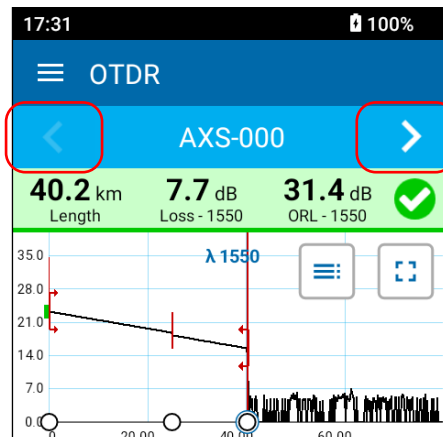 17:31 100%
OTDR
AXS-000
40.2 km 7.7 dB 31.4 dB
Length Loss - 1550 ORL - 1550
λ 1550
35.0
28.0
21.0
14.0
7.0
0.0
0 20.00 40.00 60.00